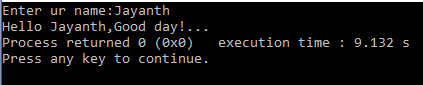 Enter ur name:Jayanth
Hello Jayanth,Good day!...
Process returned 0 (0x0)   execution time : 9.132 s
Press any key to continue.